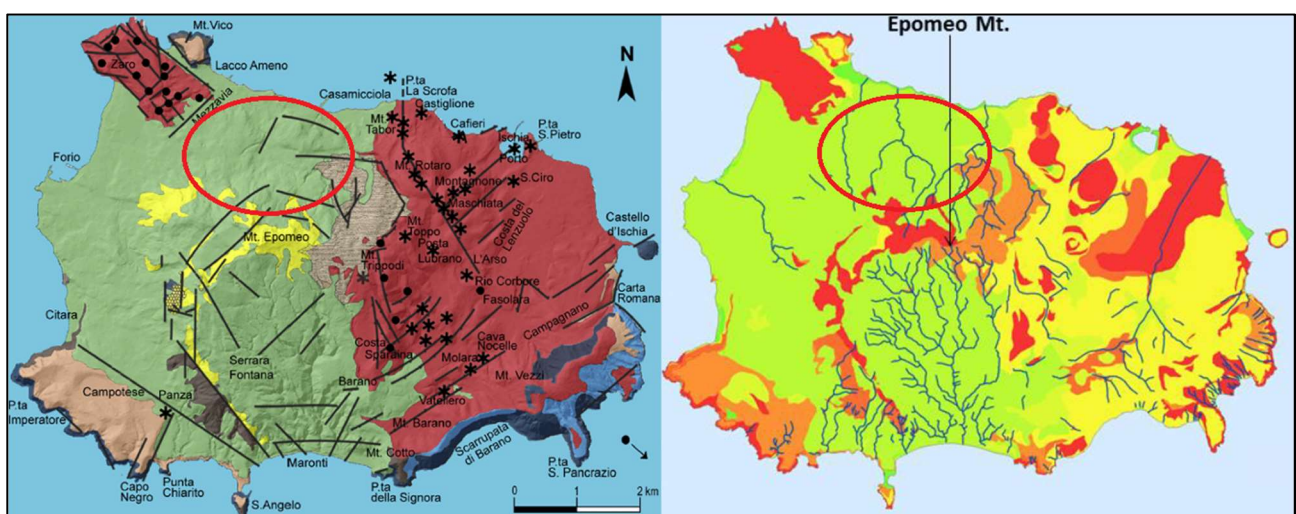 Mt.Vico
Epomeo Mt.
Zaro
Lacco Ameno
N
Mezzavia
Casamicciola
P.ta
La Scrofa
Castiglione
Mt.
Tabor
Cafieri
P.ta
S.Pietro
Ischia
Porto
Forio
Mt. Rotaro
Montagnone
S.Ciro
Maschiata
Costa del
Lenzuolo
Castello
d'Ischia
Mt. Epomeo
Mt.
Toppo
Posta
Lubrano
L'Arso
Mt.
Trippodi
Rio Corbore
Fasolara
Carta
Romana
Citara
Campagnano
Cava
Nocelle
Costa
Sparaina
Molara
Serrara
Fontana
Mt. Vezzi
Barano
Campotese
Panza
Vateliero
P.ta
Imperatore
Mt. Barano
Scarrupata
di Barano
Maronti
Mt. Cotto
P.ta
S. Pancrazio
Capo
Negro
Punta
Chiarito
S.Angelo
P.ta
della Signora
0 1 2 km